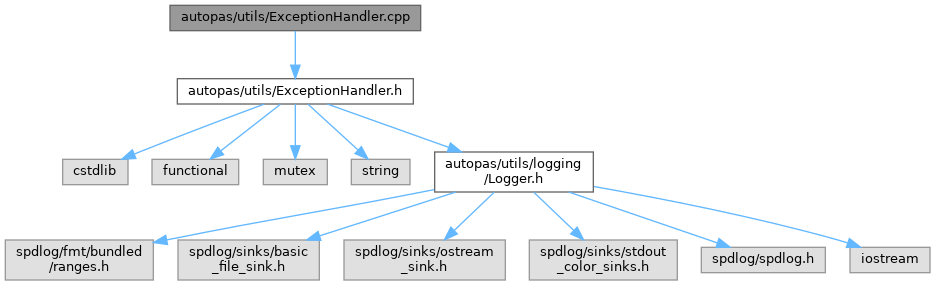 autopas/utils/ExceptionHandler.cpp
autopas/utils/ExceptionHandler.h
cstdlib
functional
mutex
string
autopas/utils/logging
/Logger.h
spdlog/fmt/bundled
/ranges.h
spdlog/sinks/basic
_file_sink.h
spdlog/sinks/ostream
_sink.h
spdlog/sinks/stdout
_color_sinks.h
spdlog/spdlog.h
iostream